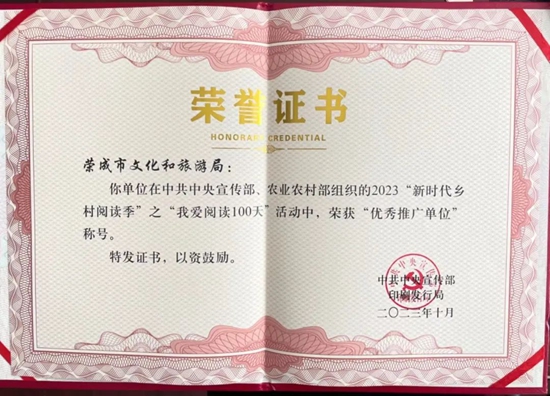 荣誉证书
HONORARY CREDENTIAL
荣成市文化和旅游局：
你单位在中共中央宣传部、农业农村部组织的2023“新时代乡
村阅读季”之“我爱阅读100天”活动中，荣获“优秀推广单位”
称号。
特发证书，以资鼓励。
中共中央宣传部
印刷发行局
二〇二三年十月